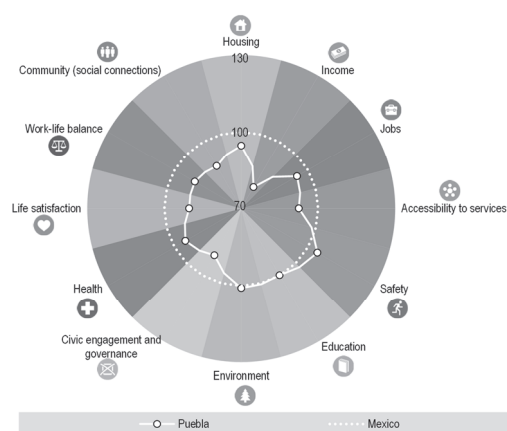 Housing
130
Income
Community (social connections)
Jobs
Work-life balance
100
Life satisfaction
70
Accessibility to services
Health
Safety
Civic engagement and
governance
Education
Environment
Puebla
Mexico